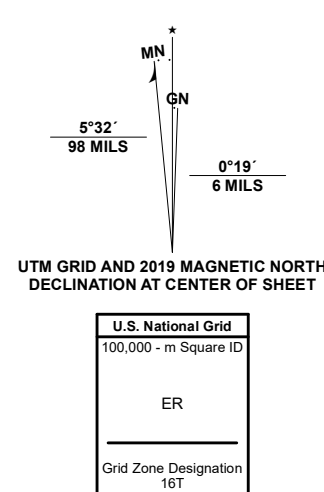 ★
MN
GN
5°32´
98 MILS
0°19´
6 MILS
UTM GRID AND 2019 MAGNETIC NORTH
DECLINATION AT CENTER OF SHEET
U.S. National Grid
100,000 - m Square ID
ER
Grid Zone Designation
16T